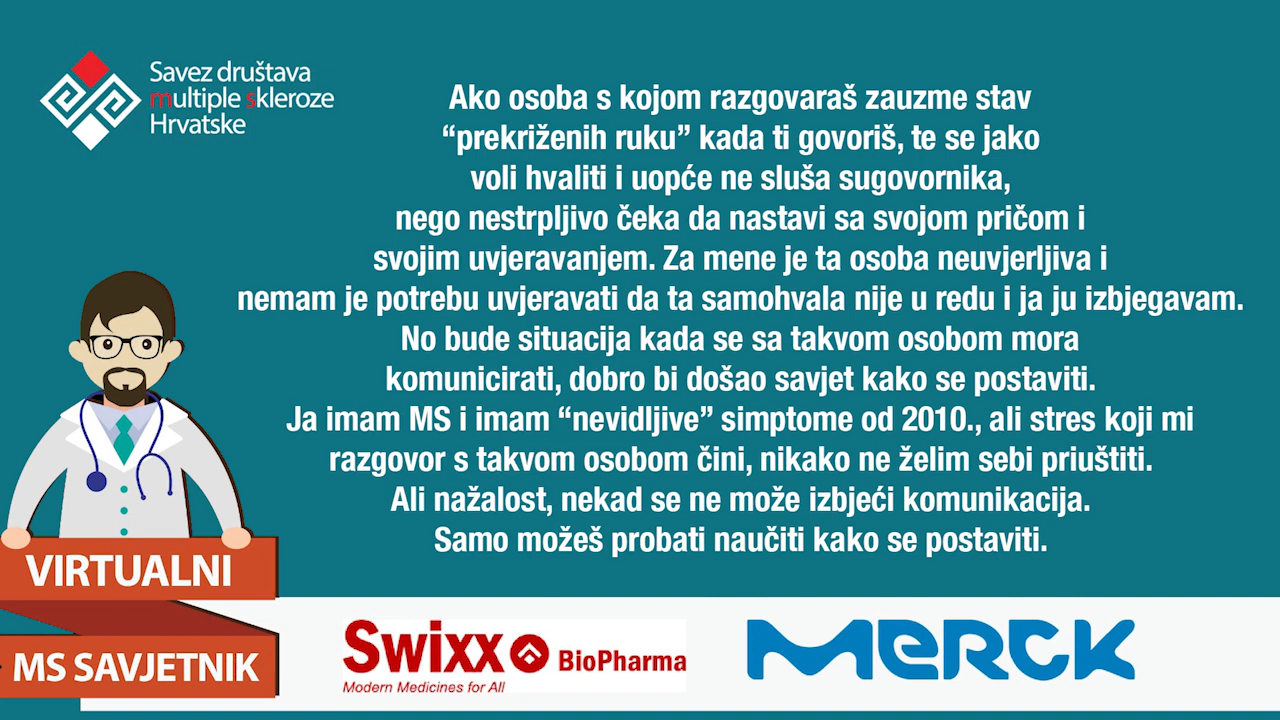 Savez društava
multiple skleroze
Hrvatske
Ako osoba s kojom razgovaraš zauzme stav
“prekriženih ruku” kada ti govoriš, te se jako
voli hvaliti i uopće ne sluša sugovornika,
nego nestrpljivo čeka da nastavi sa svojom pričom i
svojim uvjeravanjem. Za mene je ta osoba neuvjerljiva i
nemam je potrebu uvjeravati da ta samohvala nije u redu i ja ju izbjegavam.
No bude situacija kada se sa takvom osobom mora
komunicirati, dobro bi došao savjet kako se postaviti.
Ja imam MS i imam “nevidljive” simptome od 2010., ali stres koji mi
razgovor s takvom osobom čini, nikako ne želim sebi priuštiti.
Ali nažalost, nekad se ne može izbjeći komunikacija.
Samo možeš probati naučiti kako se postaviti.
VIRTUALNI
MS SAVJETNIK
Swixx BioPharma
Modern Medicines for All
MERCK